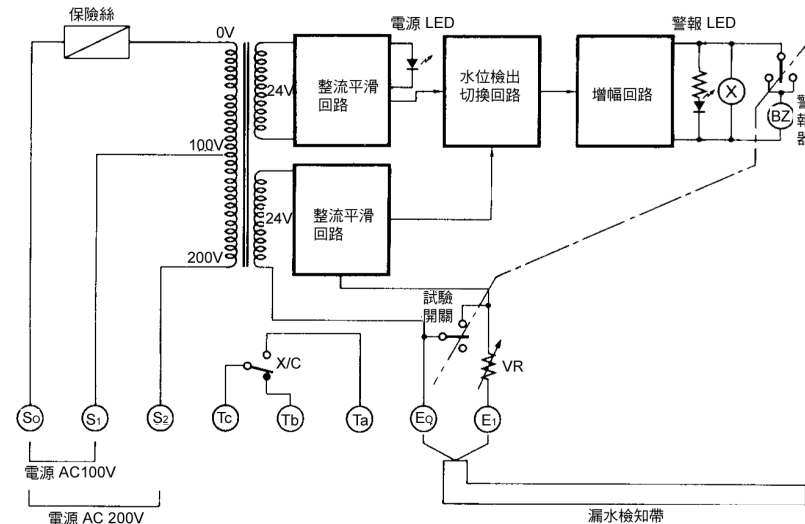 保險絲
0V
100V
200V
24V
整流平滑
回路
電源 LED
水位檢出
切換回路
增幅回路
警報 LED
X
BZ
警
報
器
24V
整流平滑
回路
試驗
開關
VR
X/C
S0
S1
S2
Tc
Tb
Ta
E0
E1
電源 AC100V
電源 AC 200V
漏水檢知帶